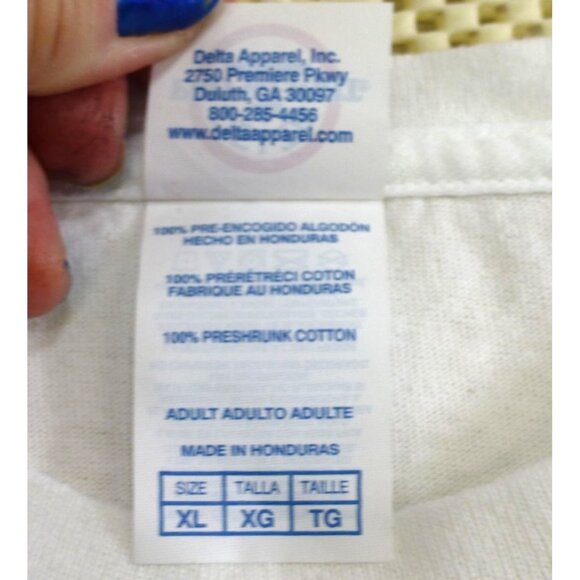 Delta Apparel, Inc.
2750 Premiere Pkwy
Duluth, GA 30097
800-285-4456
www.deltaapparel.com
100% PRE-ENCOGIDO ALGODÓN
HECHO EN HONDURAS
100% PRÉRÉTRÉCI COTON
FABRIQUE AU HONDURAS
100% PRESHRUNK COTTON
ADULT ADULTO ADULTE
MADE IN HONDURAS
SIZE TALLA TAILLE
XL XG TG